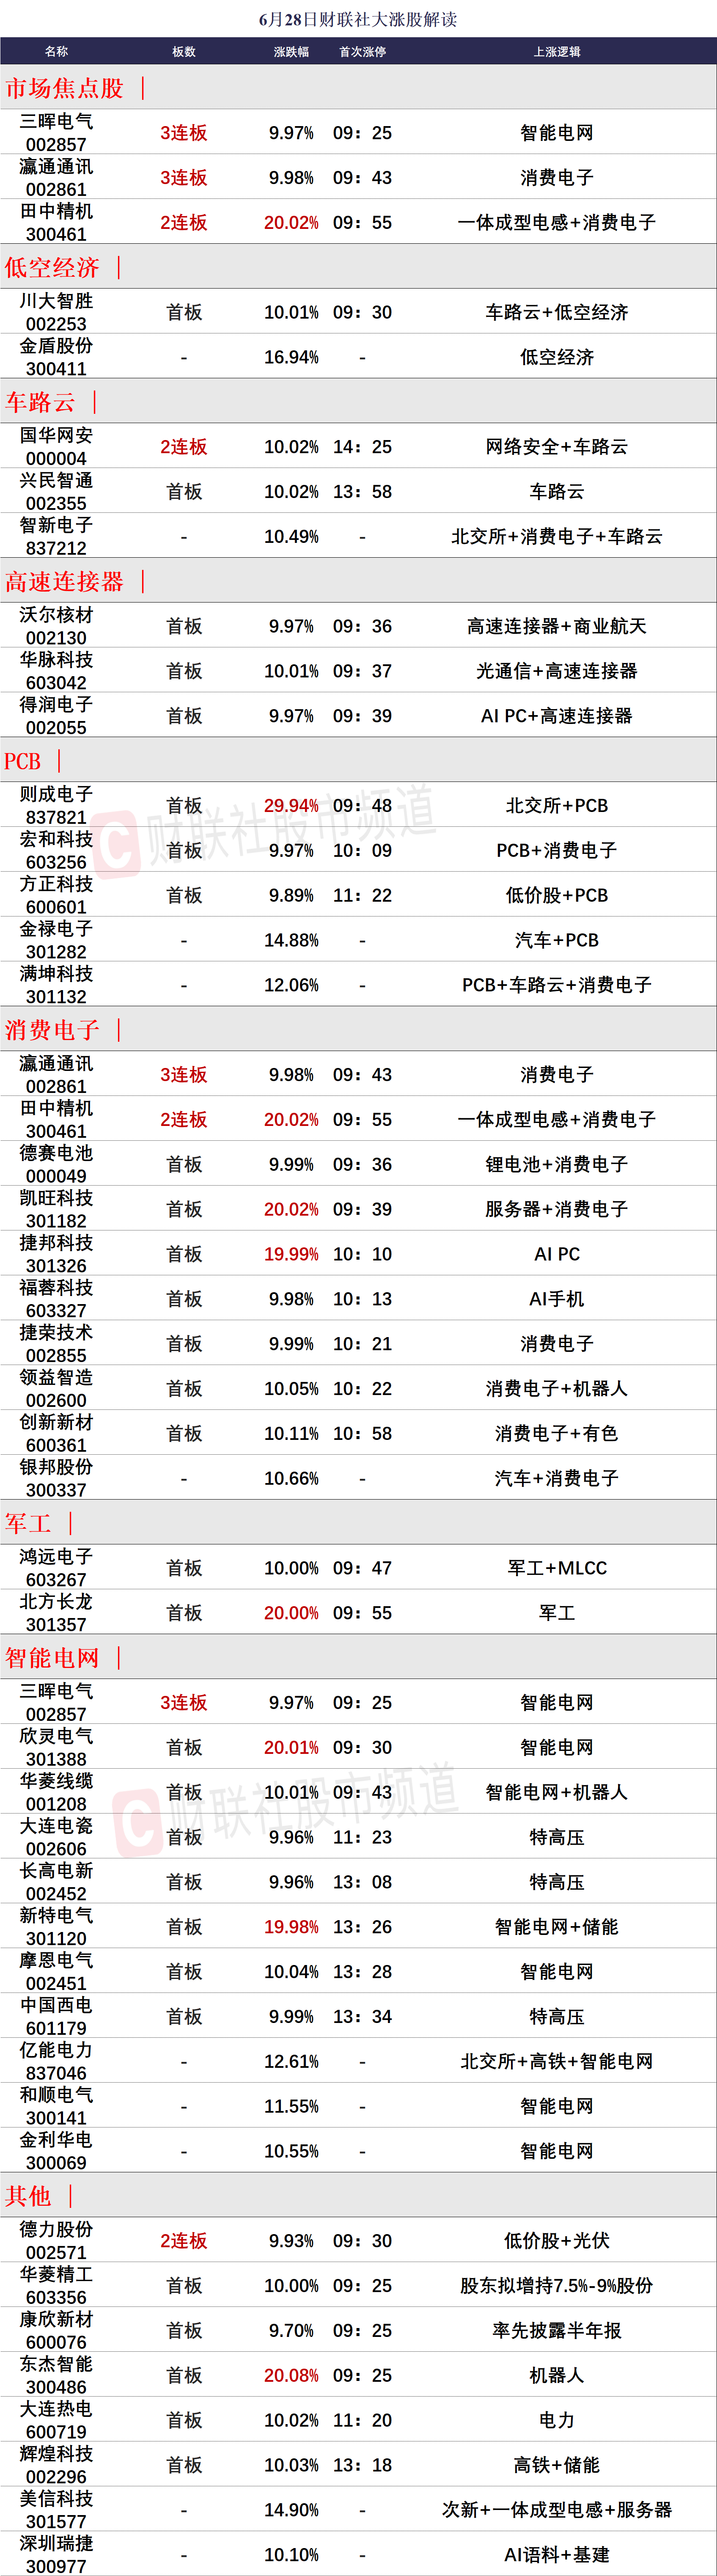 6月28日财联社大涨股解读
名称 板数 涨跌幅 首次涨停 上涨逻辑
市场焦点股
三晖电气 002857 3连板 9.97% 09：25 智能电网
瀛通通讯 002861 3连板 9.98% 09：43 消费电子
田中精机 300461 2连板 20.02% 09：55 一体成型电感+消费电子
低空经济
川大智胜 002253 首板 10.01% 09：30 车路云+低空经济
金盾股份 300411 - 16.94% - 低空经济
车路云
国华网安 000004 2连板 10.02% 14：25 网络安全+车路云
兴民智通 002355 首板 10.02% 13：58 车路云
智新电子 837212 - 10.49% - 北交所+消费电子+车路云
高速连接器
沃尔核材 002130 首板 9.97% 09：36 高速连接器+商业航天
华脉科技 603042 首板 10.01% 09：37 光通信+高速连接器
得润电子 002055 首板 9.97% 09：39 AI PC+高速连接器
PCB
则成电子 837821 首板 29.94% 09：48 北交所+PCB
宏和科技 603256 首板 9.97% 10：09 PCB+消费电子
方正科技 600601 首板 9.89% 11：22 低价股+PCB
金禄电子 301282 - 14.88% - 汽车+PCB
满坤科技 301132 - 12.06% - PCB+车路云+消费电子
财联社股市频道
消费电子
瀛通通讯 002861 3连板 9.98% 09：43 消费电子
田中精机 300461 2连板 20.02% 09：55 一体成型电感+消费电子
德赛电池 000049 首板 9.99% 09：36 锂电池+消费电子
凯旺科技 301182 首板 20.02% 09：39 服务器+消费电子
捷邦科技 301326 首板 19.99% 10：10 AI PC
福蓉科技 603327 首板 9.98% 10：13 AI手机
捷荣技术 002855 首板 9.99% 10：21 消费电子
领益智造 002600 首板 10.05% 10：22 消费电子+机器人
创新新材 600361 首板 10.11% 10：58 消费电子+有色
银邦股份 300337 - 10.66% - 汽车+消费电子
军工
鸿远电子 603267 首板 10.00% 09：47 军工+MLCC
北方长龙 301357 首板 20.00% 09：55 军工
智能电网
三晖电气 002857 3连板 9.97% 09：25 智能电网
欣灵电气 301388 首板 20.01% 09：30 智能电网
华菱线缆 001208 首板 10.01% 09：43 智能电网+机器人
大连电瓷 002606 首板 9.96% 11：23 特高压
财联社股市频道
长高电新 002452 首板 9.96% 13：08 特高压
新特电气 301120 首板 19.98% 13：26 智能电网+储能
摩恩电气 002451 首板 10.04% 13：28 智能电网
中国西电 601179 首板 9.99% 13：34 特高压
亿能电力 837046 - 12.61% - 北交所+高铁+智能电网
和顺电气 300141 - 11.55% - 智能电网
金利华电 300069 - 10.55% - 智能电网
其他
德力股份 002571 2连板 9.93% 09：30 低价股+光伏
华菱精工 603356 首板 10.00% 09：25 股东拟增持7.5%-9%股份
康欣新材 600076 首板 9.70% 09：25 率先披露半年报
东杰智能 300486 首板 20.08% 09：25 机器人
大连热电 600719 首板 10.02% 11：20 电力
辉煌科技 002296 首板 10.03% 13：18 高铁+储能
美信科技 301577 - 14.90% - 次新+一体成型电感+服务器
深圳瑞捷 300977 - 10.10% - AI语料+基建